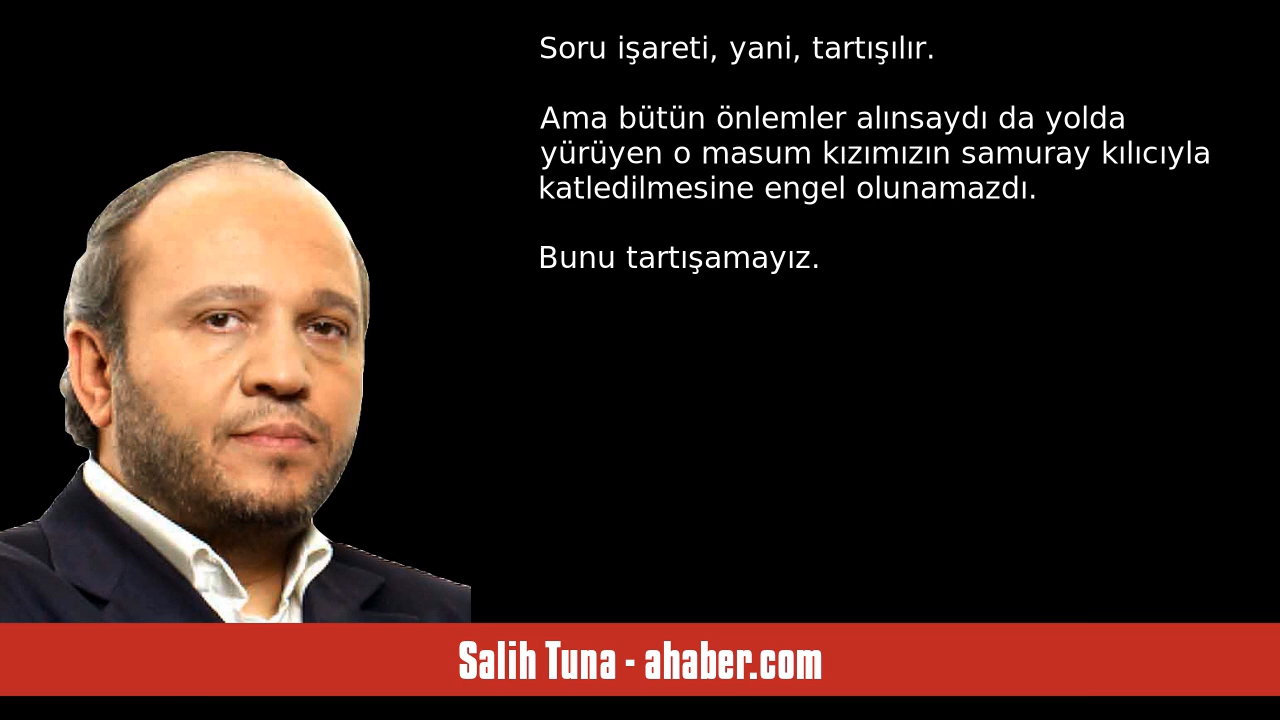 Soru işareti, yani, tartışılır.
Ama bütün önlemler alınsaydı da yolda
yürüyen o masum kızımızın samuray kılıcıyla
katledilmesine engel olunamazdı.
Bunu tartışamayız.
Salih Tuna - ahaber.com